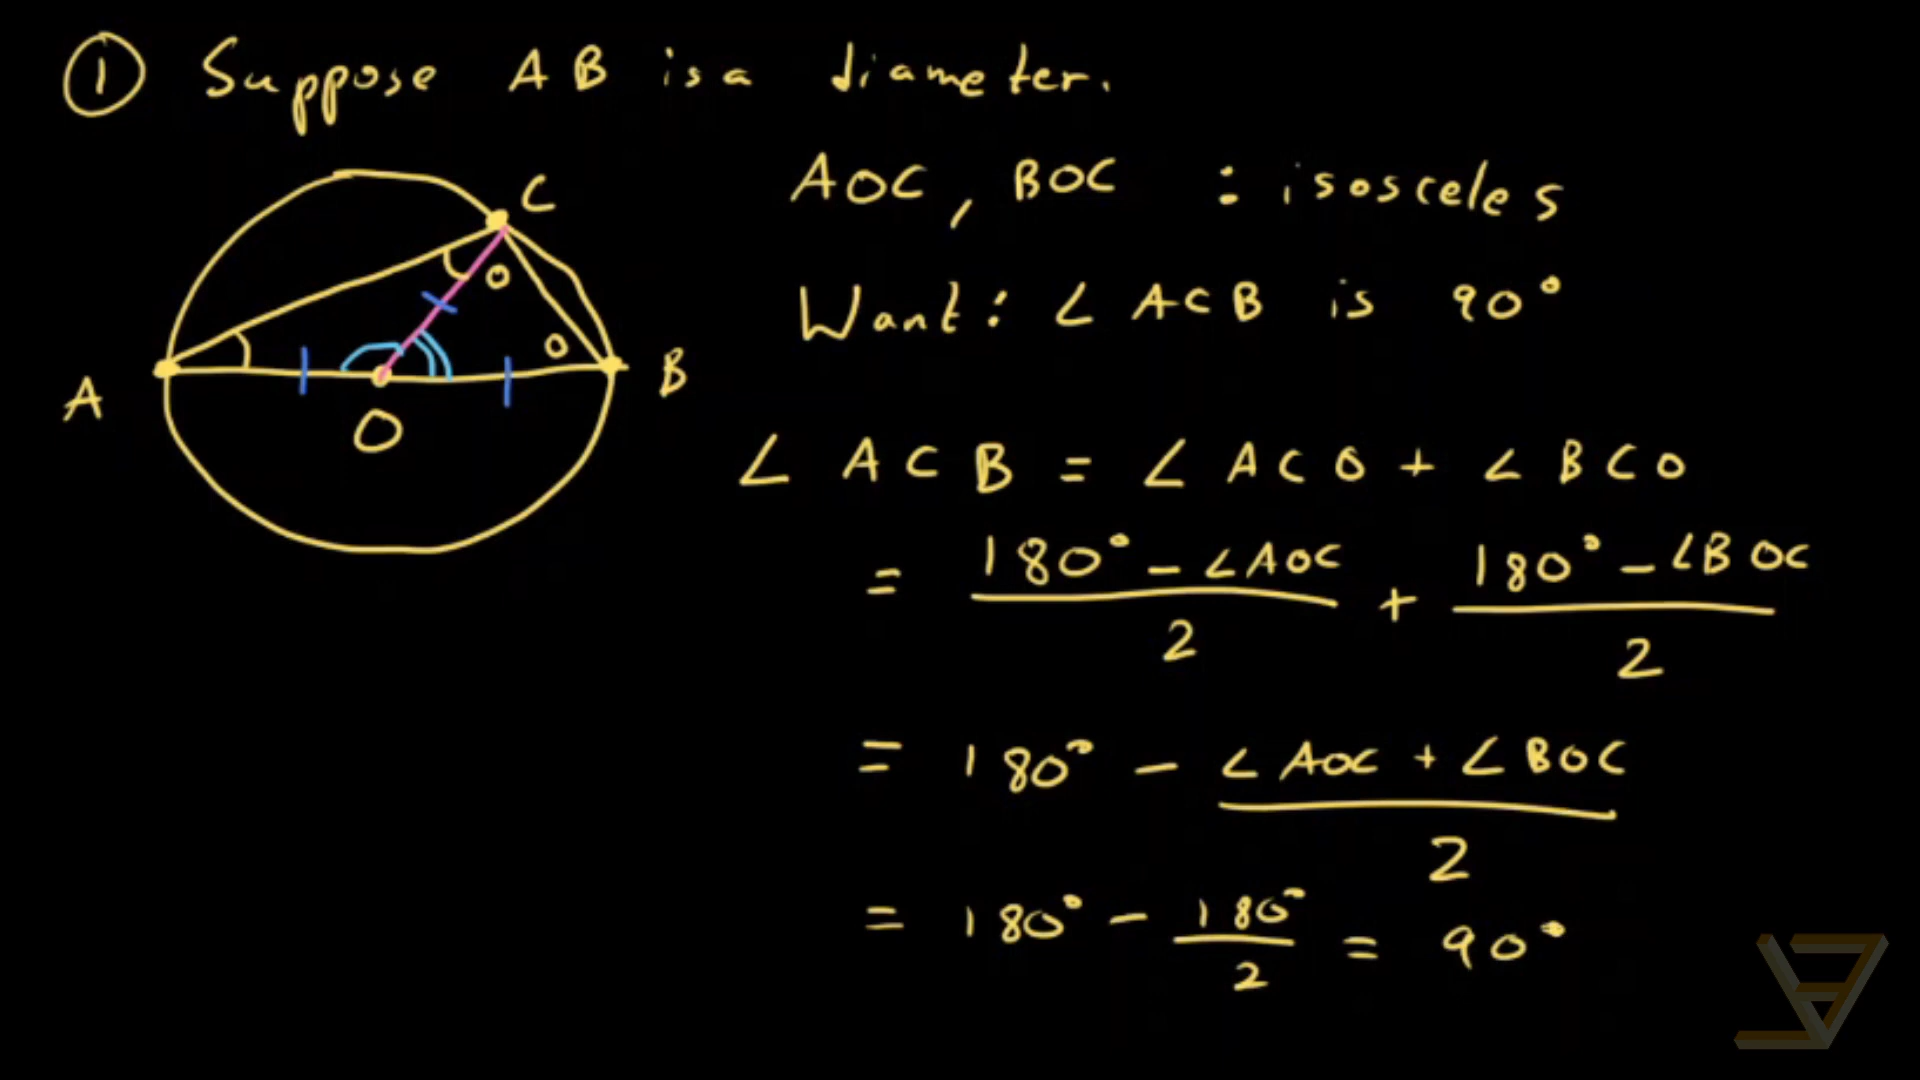 ① Suppose AB is a diameter.
AOC, BOC : isosceles
Want: ∠ACB is 90°
C
A
O
B
∠ACB = ∠ACO + ∠BCO
= (180° - ∠AOC)/2 + (180° - ∠BOC)/2
= 180° - (∠AOC + ∠BOC)/2
= 180° - 180°/2 = 90°